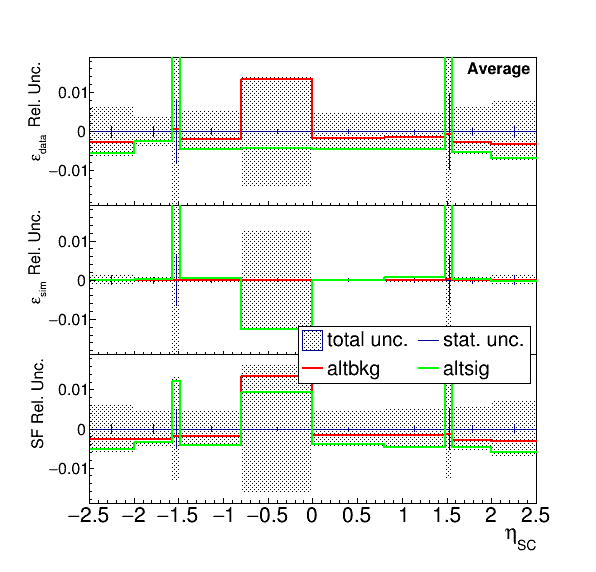 Average
ε_data Rel. Unc.
0.01
0
−0.01
ε_sim Rel. Unc.
0.01
0
−0.01
total unc. stat. unc.
altbkg altsig
SF Rel. Unc.
0.01
0
−0.01
−2.5 −2 −1.5 −1 −0.5 0 0.5 1 1.5 2 2.5
η_SC